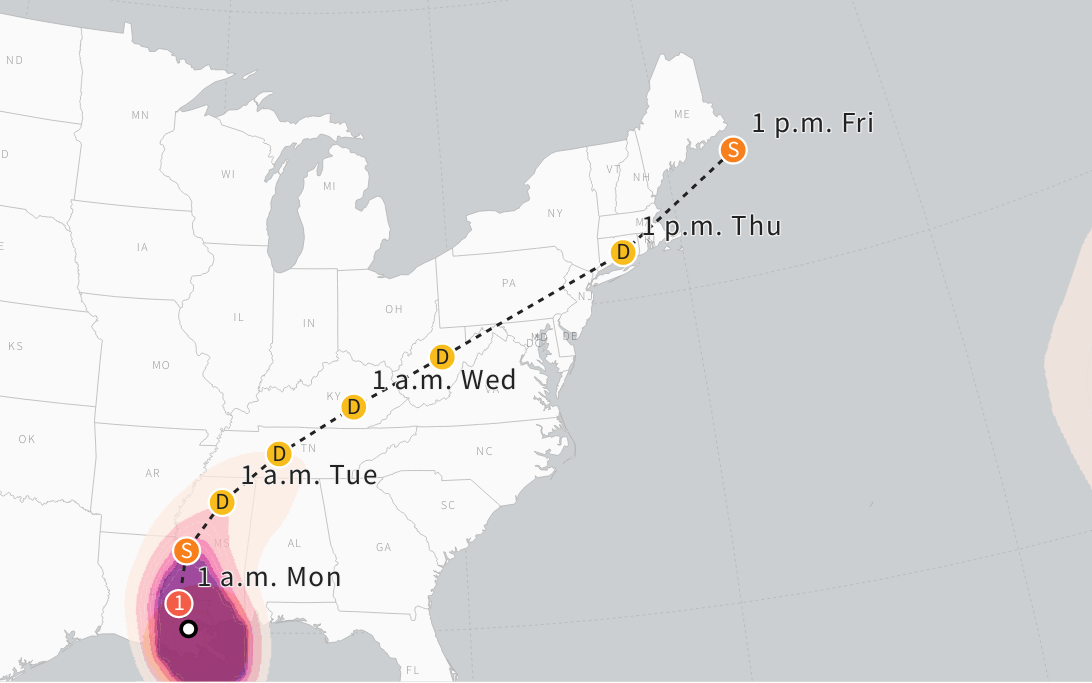 ND
ME
1 p.m. Fri
S
MN
D
WI
MI
VT
NH
NY
M
1 p.m. Thu
R
D
E
IA
PA
NJ
OH
IL
IN
MD
DE
DC
KS
MO
D
1 a.m. Wed
KY
VA
D
OK
TN
NC
D
AR
1 a.m. Tue
D
SC
MS
AL
GA
S
1 a.m. Mon
1
FL